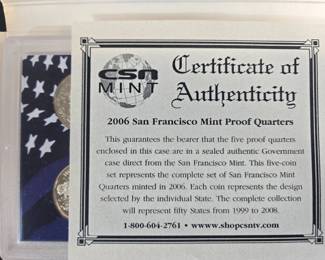 CSN
MINT
Certificate of
Authenticity
2006 San Francisco Mint Proof Quarters
This guarantees the bearer that the five proof quarters
enclosed in this case are in a sealed authentic Government
case direct from the San Francisco Mint. This five-coin
set represents the complete set of San Francisco Mint
Quarters minted in 2006. Each coin represents the design
selected by the individual State. The complete collection
will represent fifty States from 1999 to 2008.
1-800-604-2761 • www.shopcsntv.com